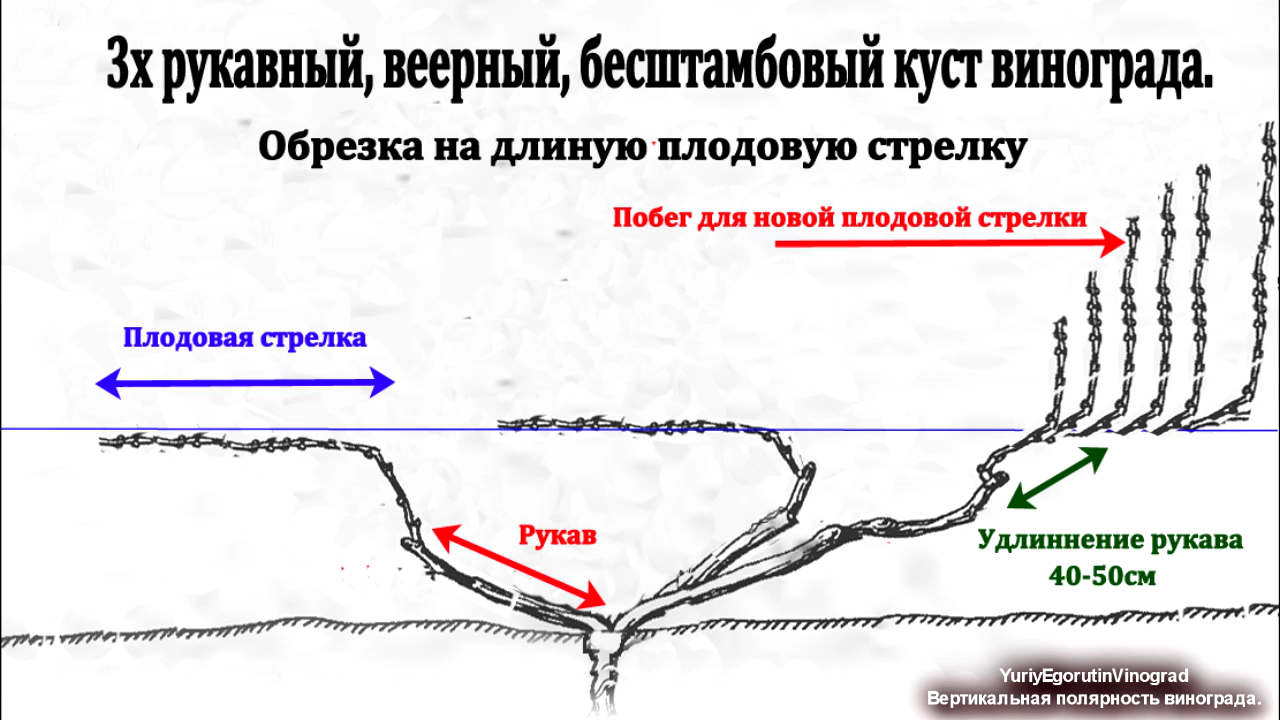 3х рукавный, веерный, бесштамбовый куст винограда.
Обрезка на длиную плодовую стрелку
Побег для новой плодовой стрелки
Плодовая стрелка
Рукав
Удлиннение рукава
40-50см
YuriyEgorutinVinograd
Вертикальная полярность винограда.